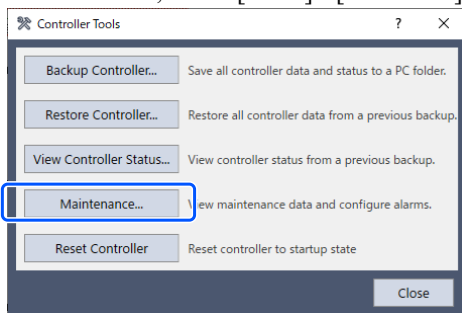 Controller Tools ? ×
Backup Controller... Save all controller data and status to a PC folder.
Restore Controller... Restore all controller data from a previous backup.
View Controller Status... View controller status from a previous backup.
Maintenance... View maintenance data and configure alarms.
Reset Controller Reset controller to startup state
Close